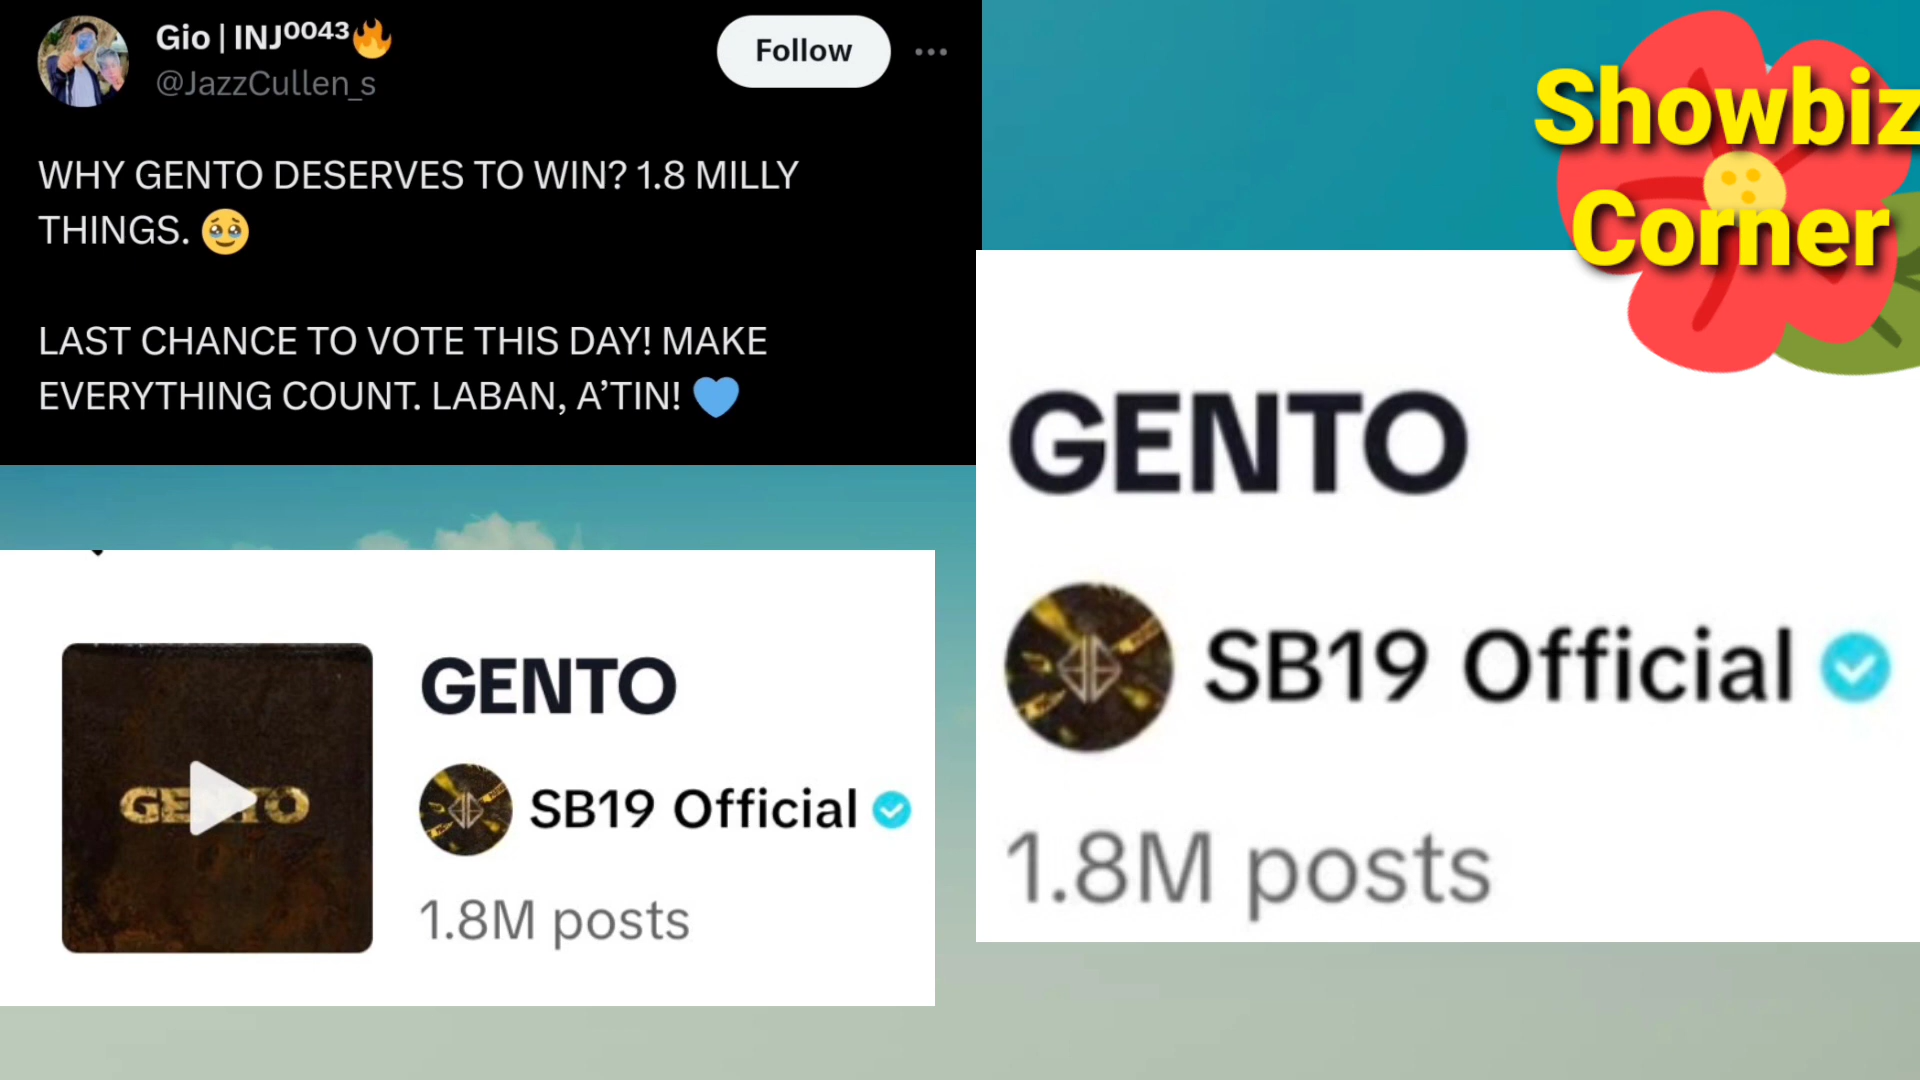 Gio | INJ⁰⁰⁴³🔥
@JazzCullen_s
Follow
WHY GENTO DESERVES TO WIN? 1.8 MILLY
THINGS. 🥹
LAST CHANCE TO VOTE THIS DAY! MAKE
EVERYTHING COUNT. LABAN, A’TIN! 💙
Showbiz
Corner
GENTO
SB19 Official
1.8M posts
GENTO
GENTO
SB19 Official
1.8M posts